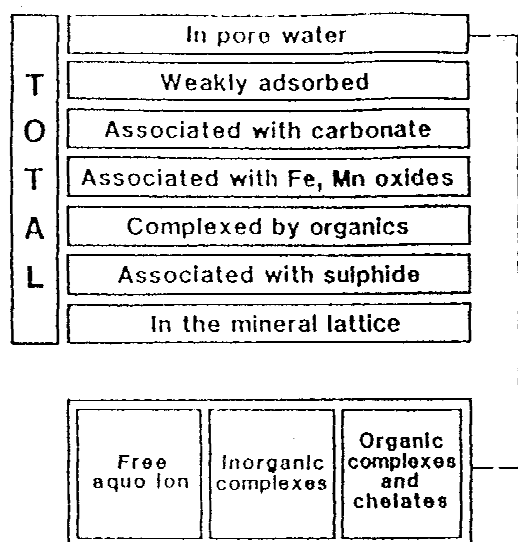 TOTAL
In pore water
Weakly adsorbed
Associated with carbonate
Associated with Fe, Mn oxides
Complexed by organics
Associated with sulphide
In the mineral lattice
Free
aquo Ion
Inorganic
complexes
Organic
complexes
and
chelates